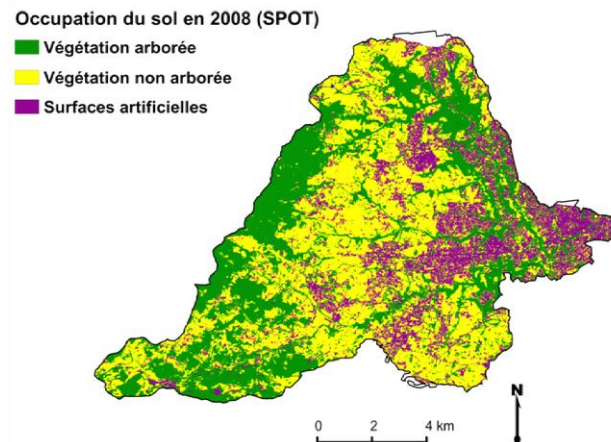 Occupation du sol en 2008 (SPOT)
Végétation arborée
Végétation non arborée
Surfaces artificielles
N
0 2 4 km